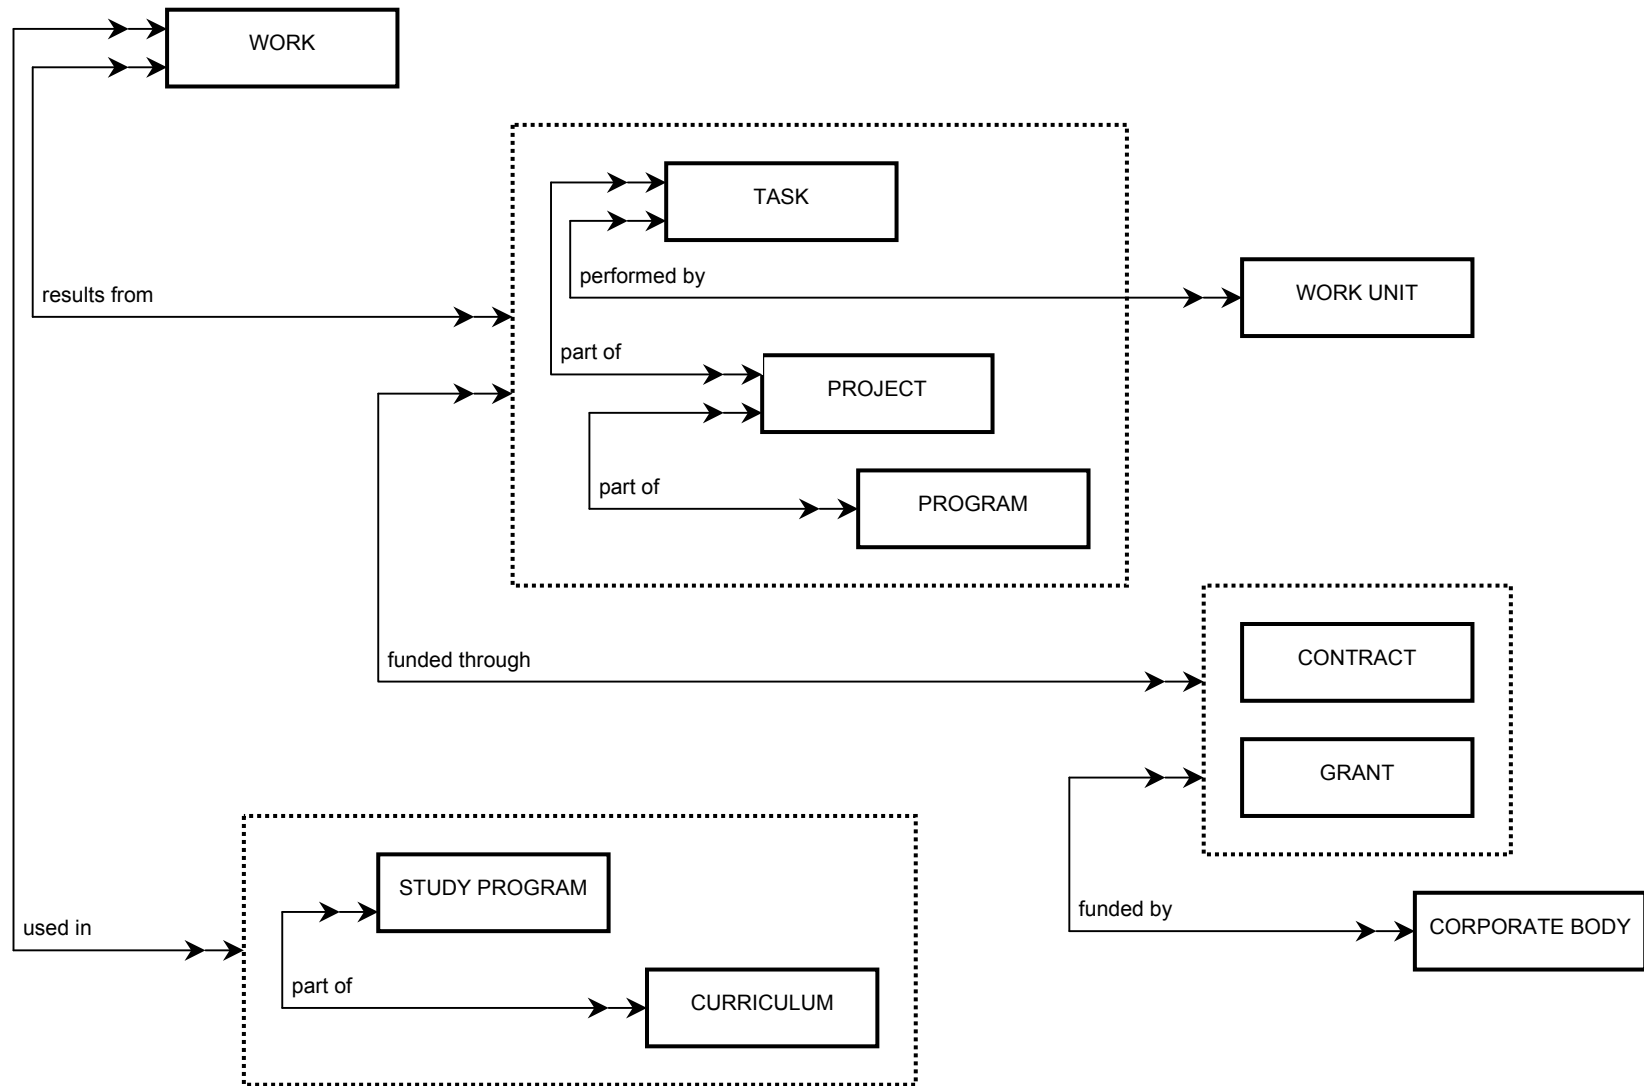 WORK
TASK
performed by
results from
WORK UNIT
part of
PROJECT
part of
PROGRAM
funded through
CONTRACT
GRANT
STUDY PROGRAM
used in
funded by
CORPORATE BODY
part of
CURRICULUM